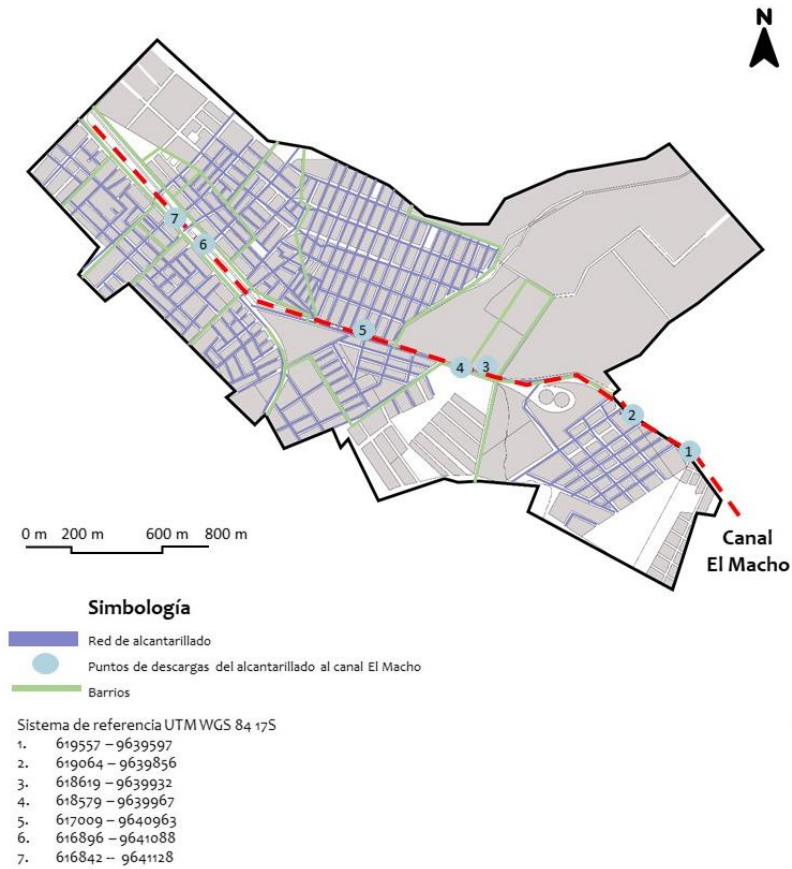 N
7
6
5
4
3
2
1
Canal
El Macho
0 m 200 m 600 m 800 m
Simbología
Red de alcantarillado
Puntos de descargas del alcantarillado al canal El Macho
Barrios
Sistema de referencia UTM WGS 84 17S
1. 619557 – 9639597
2. 619064 – 9639856
3. 618619 – 9639932
4. 618579 – 9639967
5. 617009 – 9640963
6. 616896 – 9641088
7. 616842 -- 9641128